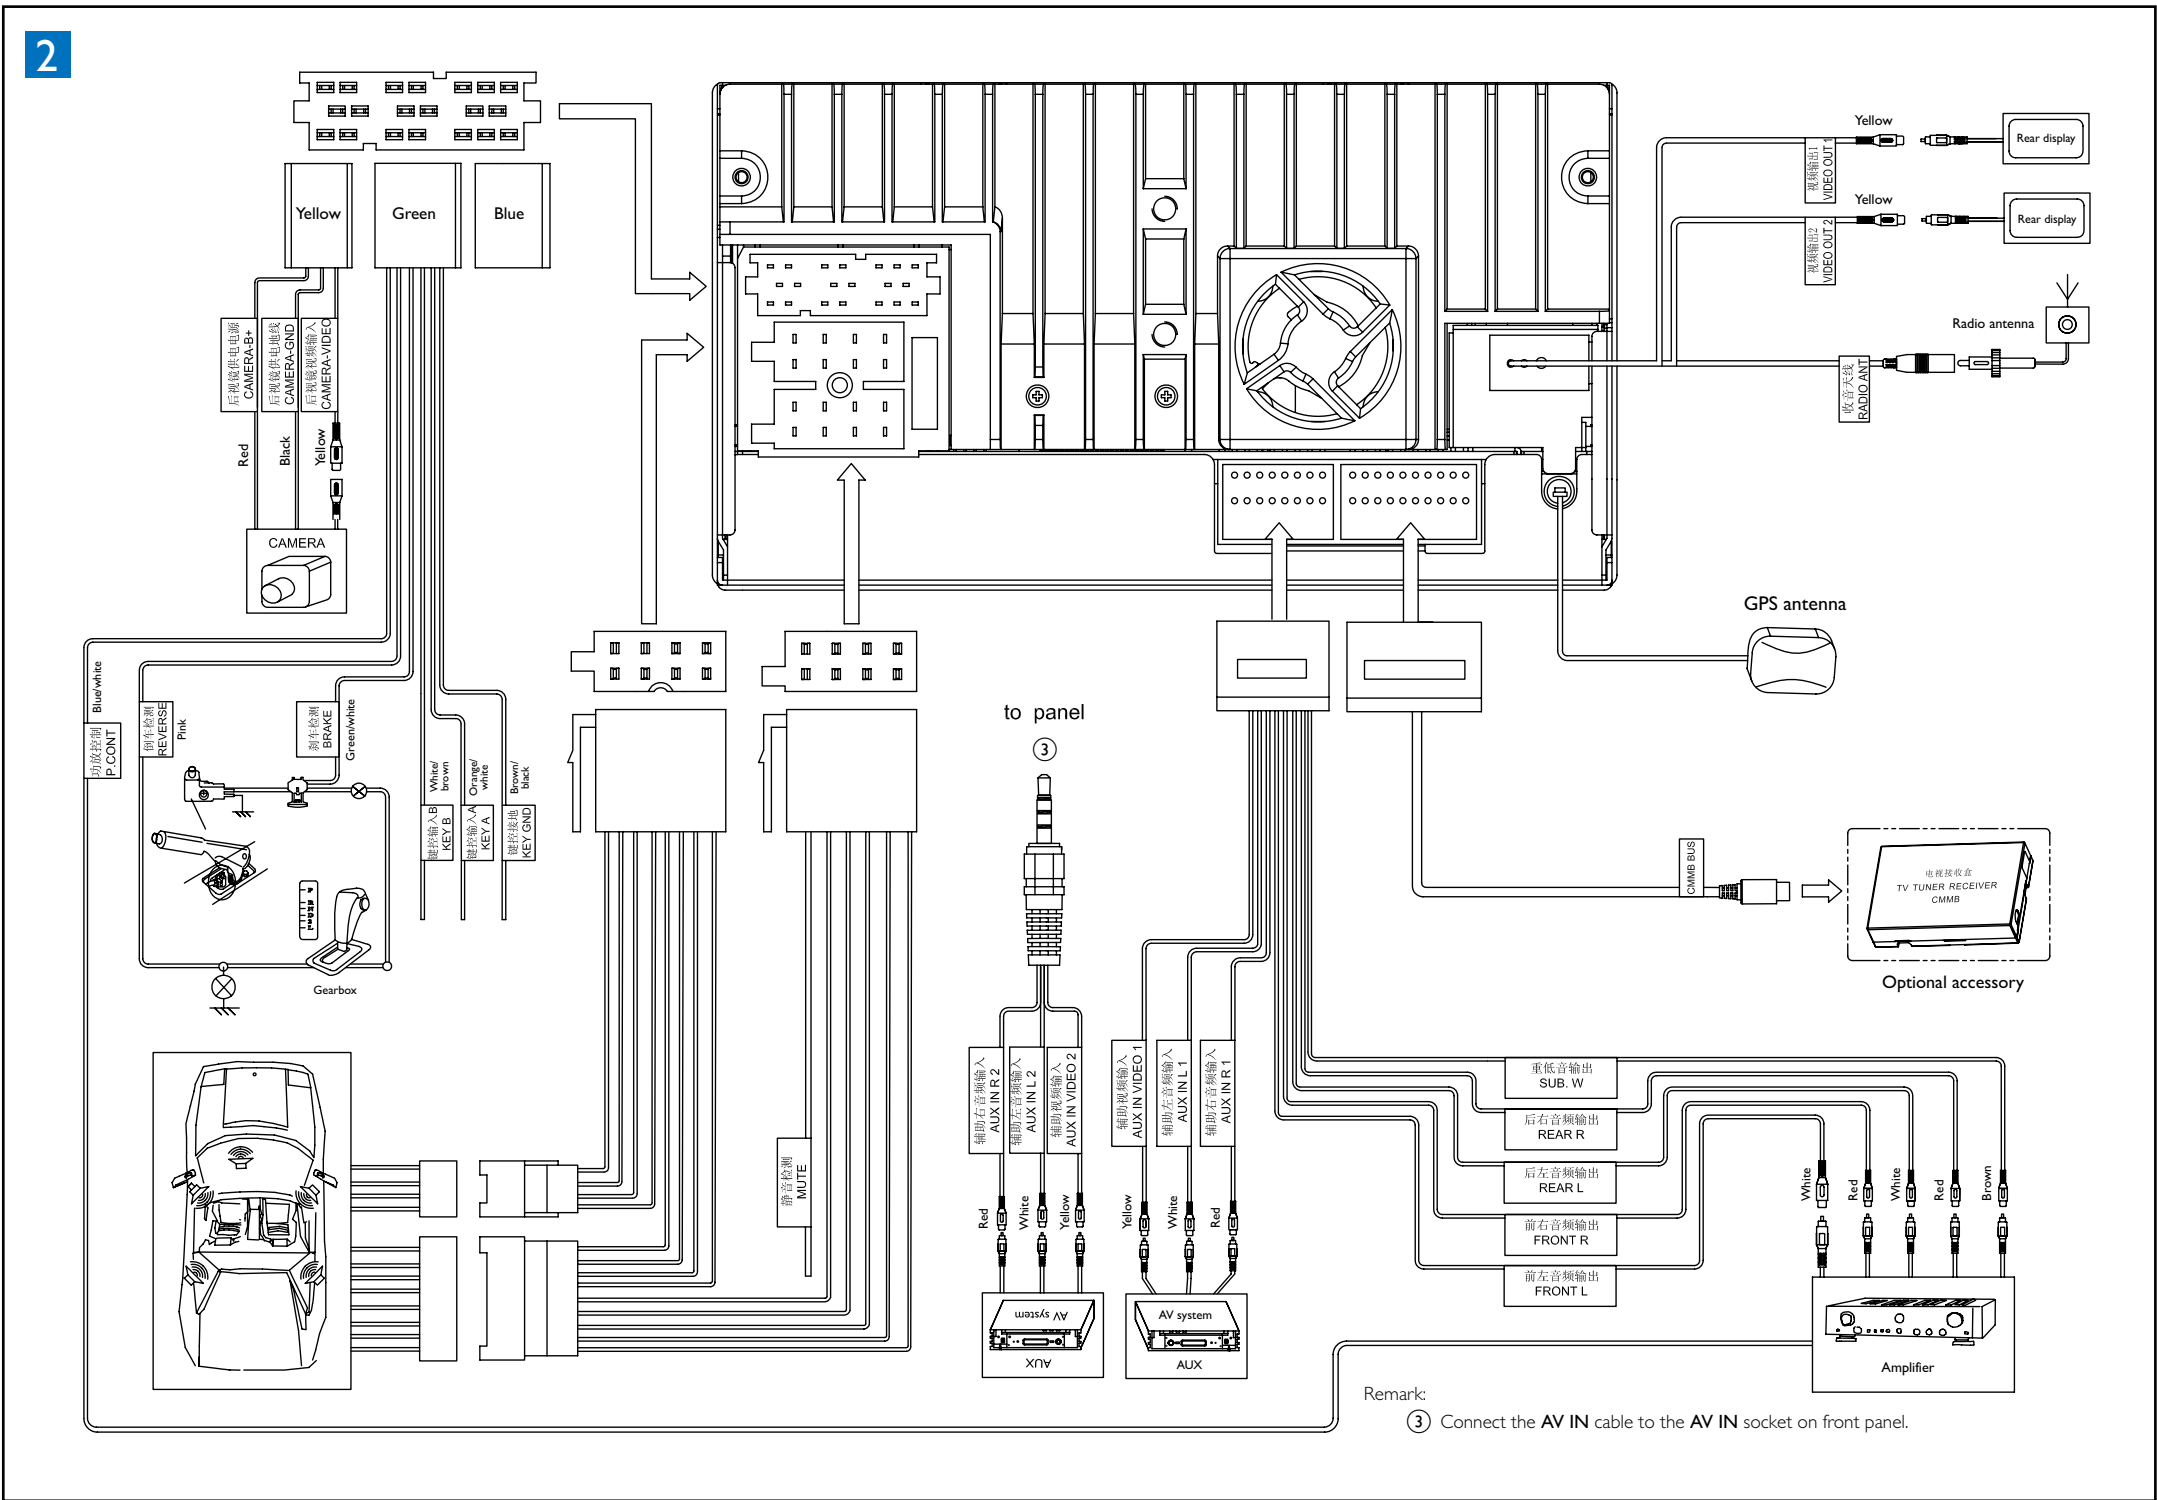 2
Yellow
Green
Blue
后视镜供电电源
CAMERA-B+
后视镜供电地线
CAMERA-GND
后视镜视频输入
CAMERA-VIDEO
Red
Black
Yellow
CAMERA
视频输出1
VIDEO OUT 1
Yellow
Rear display
视频输出2
VIDEO OUT 2
Yellow
Rear display
Radio antenna
收音天线
RADIO ANT
GPS antenna
Blue/white
功放控制
P.CONT
倒车检测
REVERSE
Pink
刹车检测
BRAKE
Green/white
White/
brown
键控输入B
KEY B
Orange/
white
键控输入A
KEY A
Brown/
black
键控接地
KEY GND
Gearbox
to panel
3
CMMB BUS
电视接收盒
TV TUNER RECEIVER
CMMB
Optional accessory
静音检测
MUTE
辅助右音频输入
AUX IN R 2
辅助左音频输入
AUX IN L 2
辅助视频输入
AUX IN VIDEO 2
辅助视频输入
AUX IN VIDEO 1
辅助左音频输入
AUX IN L 1
辅助右音频输入
AUX IN R 1
Red
White
Yellow
Yellow
White
Red
AV system
AUX
AV system
AUX
重低音输出
SUB. W
后右音频输出
REAR R
后左音频输出
REAR L
前右音频输出
FRONT R
前左音频输出
FRONT L
White
Red
White
Red
Brown
Amplifier
Remark:
3 Connect the AV IN cable to the AV IN socket on front panel.